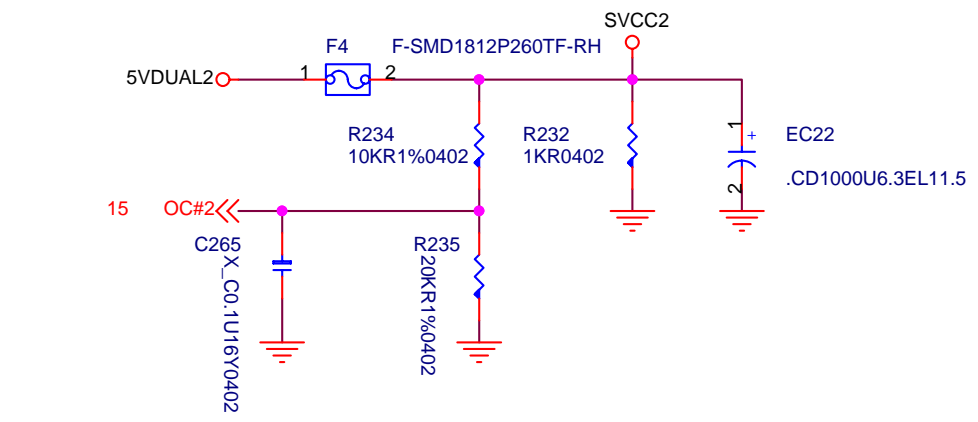 SVCC2
F4 F-SMD1812P260TF-RH
5VDUAL2 1 2
R234
10KR1%0402
R232
1KR0402
1
+
EC22
.CD1000U6.3EL11.5
2
15 OC#2
C265
X_C0.1U16Y0402
R235
20KR1%0402